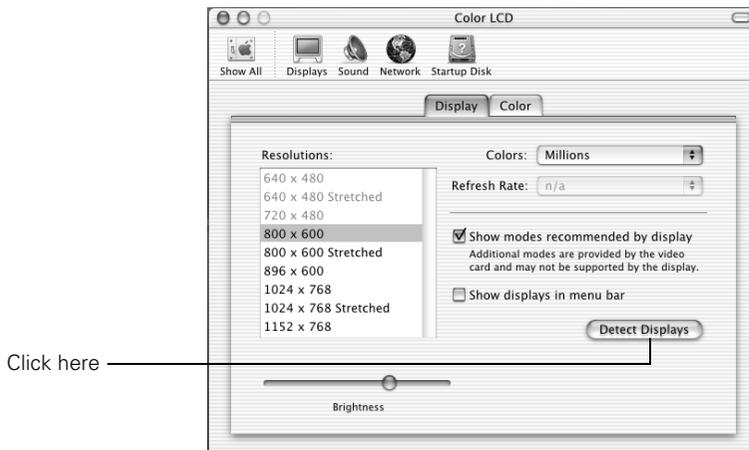 Color LCD
Show All Displays Sound Network Startup Disk
Display Color
Resolutions:
640 x 480
640 x 480 Stretched
720 x 480
800 x 600
800 x 600 Stretched
896 x 600
1024 x 768
1024 x 768 Stretched
1152 x 768
Colors: Millions
Refresh Rate: n/a
Show modes recommended by display
Additional modes are provided by the video
card and may not be supported by the display.
Show displays in menu bar
Detect Displays
Click here
Brightness